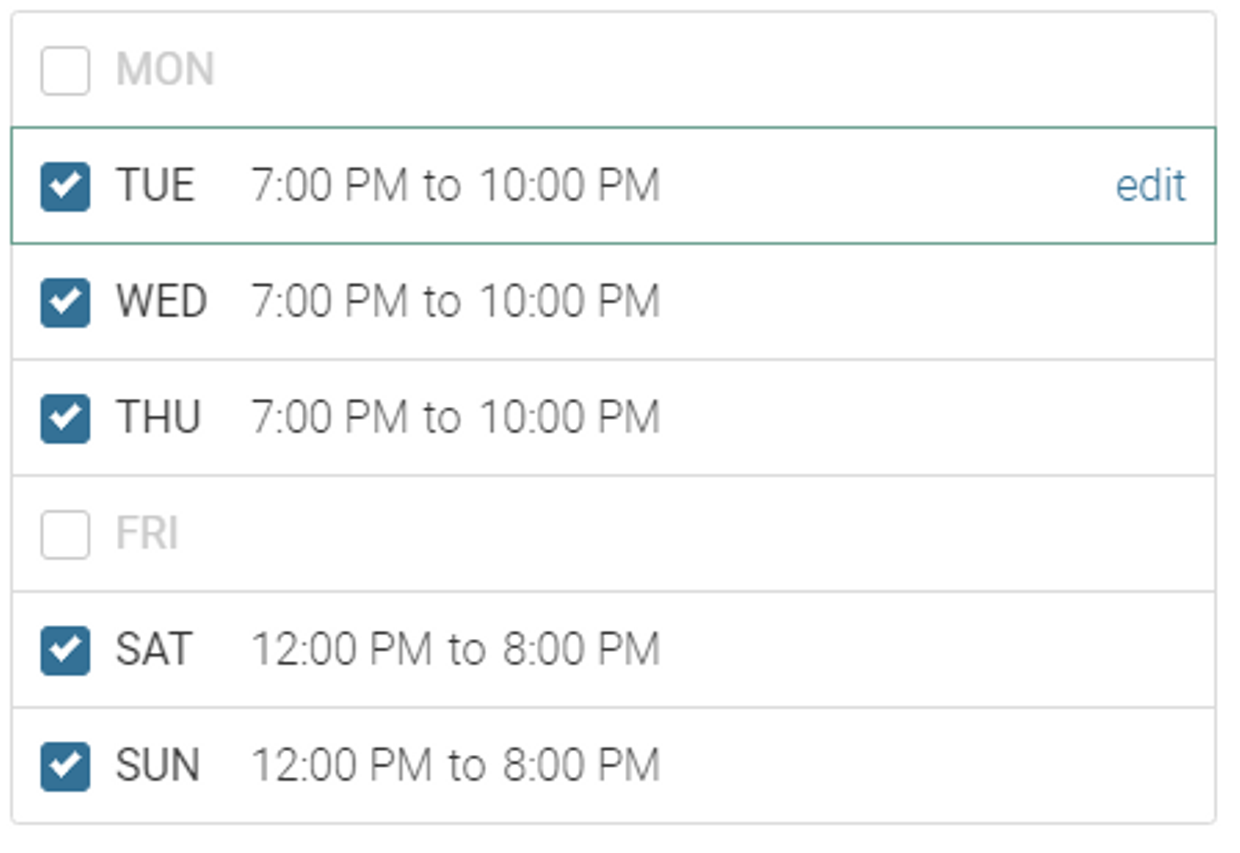 MON
TUE 7:00 PM to 10:00 PM edit
WED 7:00 PM to 10:00 PM
THU 7:00 PM to 10:00 PM
FRI
SAT 12:00 PM to 8:00 PM
SUN 12:00 PM to 8:00 PM